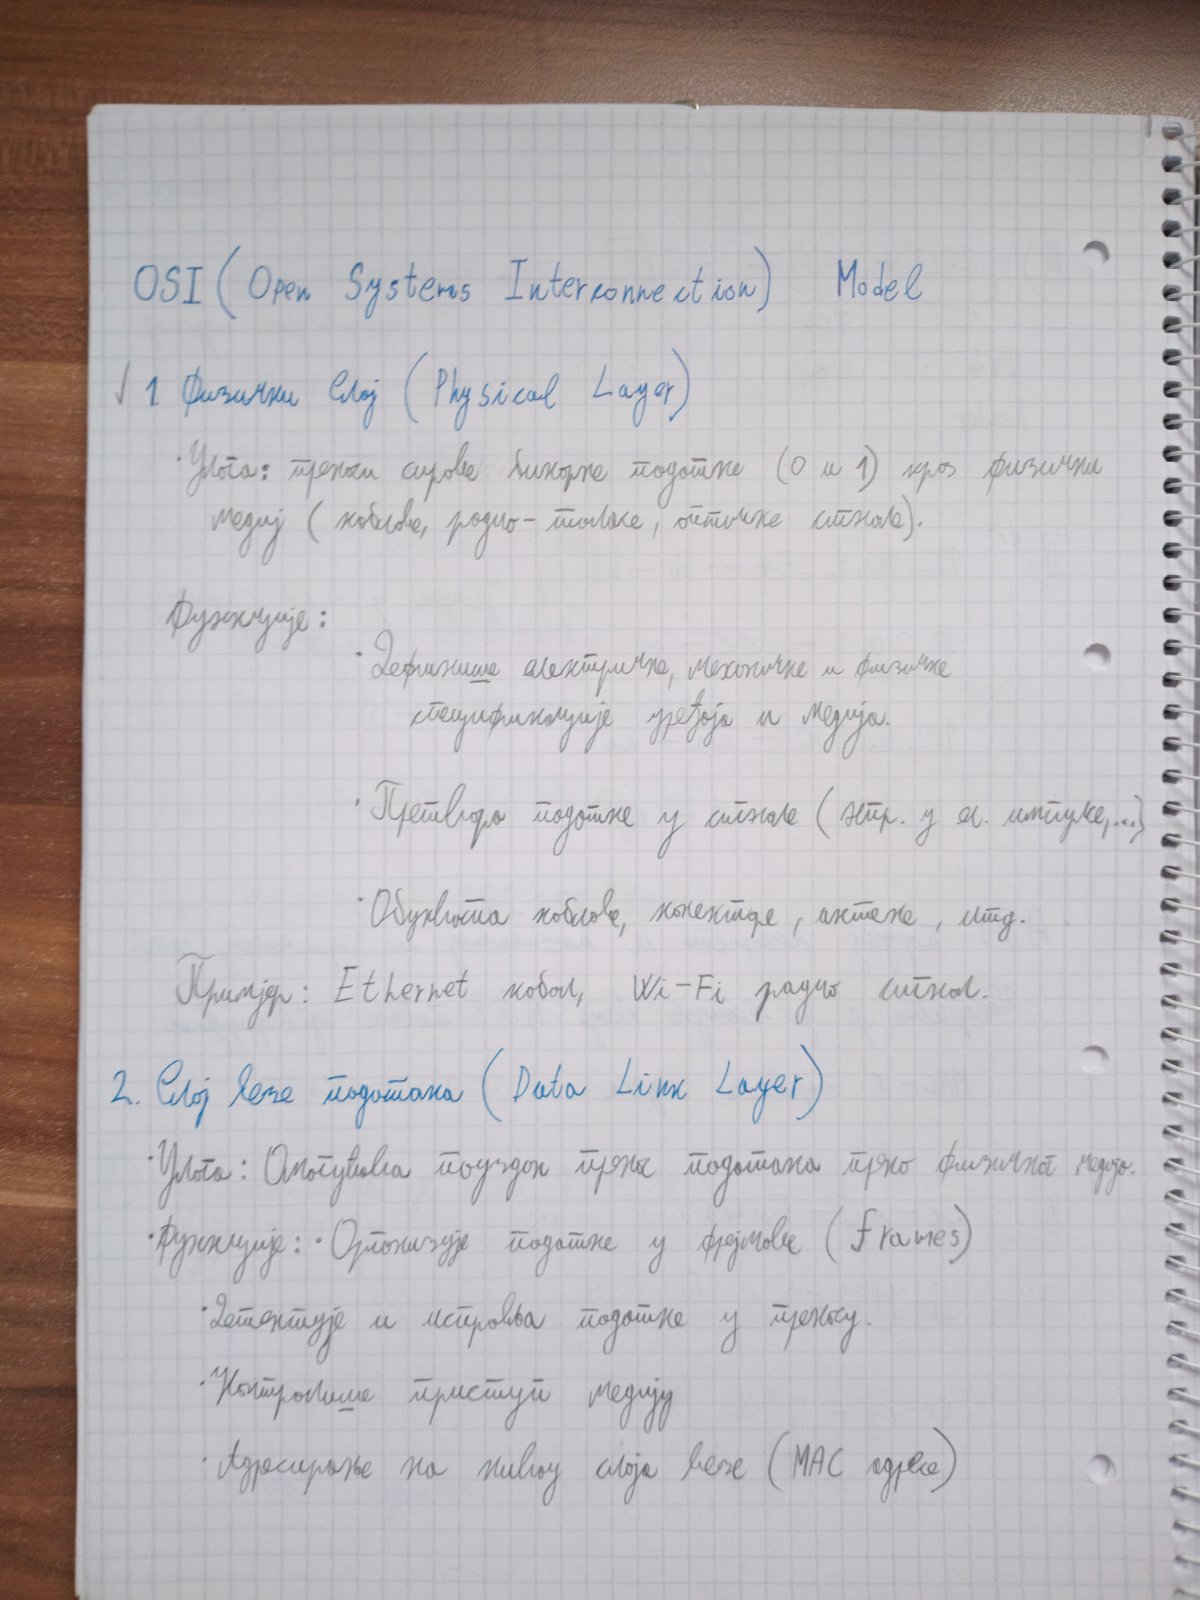 OSI (Open Systems Interconnection) Model
✓ 1 Физички Слој (Physical Layer)
· Улога: преноси сирове бинарне податке (0 и 1) кроз физички
медиј (каблове, радио-таласе, оптичке сигнале).
Функције:
· Дефинише електричне, механичке и физичке
спецификације уређаја и медија.
· Претвара податке у сигнале (нпр. у ел. импулсе,...)
· Обухвата каблове, конекторе, антене, итд.
Пример: Ethernet кабал, Wi-Fi радио сигнал.
2. Слој везе података (Data Link Layer)
· Улога: Омогућава поуздан пренос података преко физичког медија.
· Функције: · Организује податке у фрејмове (Frames)
· Детектује и исправља податке у преносу.
· Контролише приступ медију
· Адресирање на нивоу слоја везе (MAC адресе)